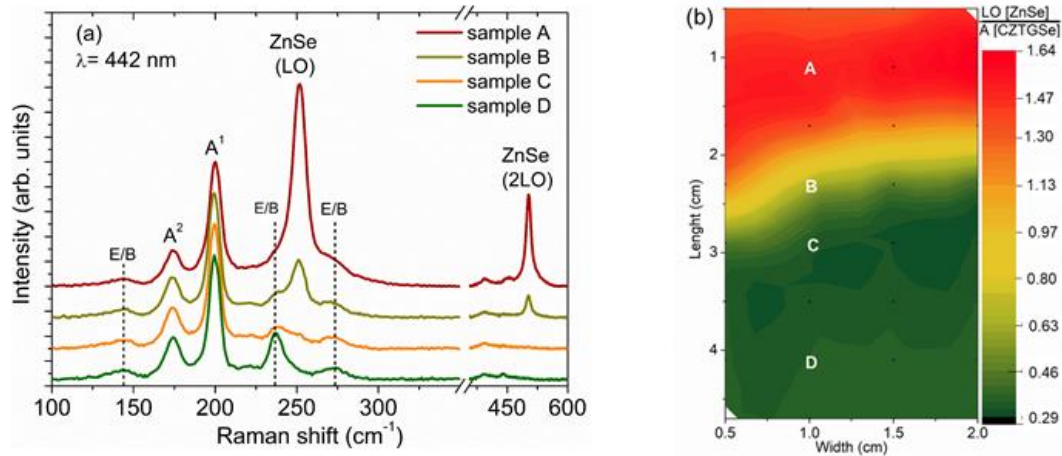 (a)
λ= 442 nm
ZnSe
(LO)
sample A
sample B
sample C
sample D
A¹
A²
E/B
E/B
E/B
ZnSe
(2LO)
Intensity (arb. units)
100 150 200 250 300 450 600
Raman shift (cm⁻¹)
(b)
LO [ZnSe]
A [CZTGSe]
1.64
1.47
1.30
1.13
0.97
0.80
0.63
0.46
0.29
A
B
C
D
1
2
3
4
Lenght (cm)
0.5 1.0 1.5 2.0
Width (cm)